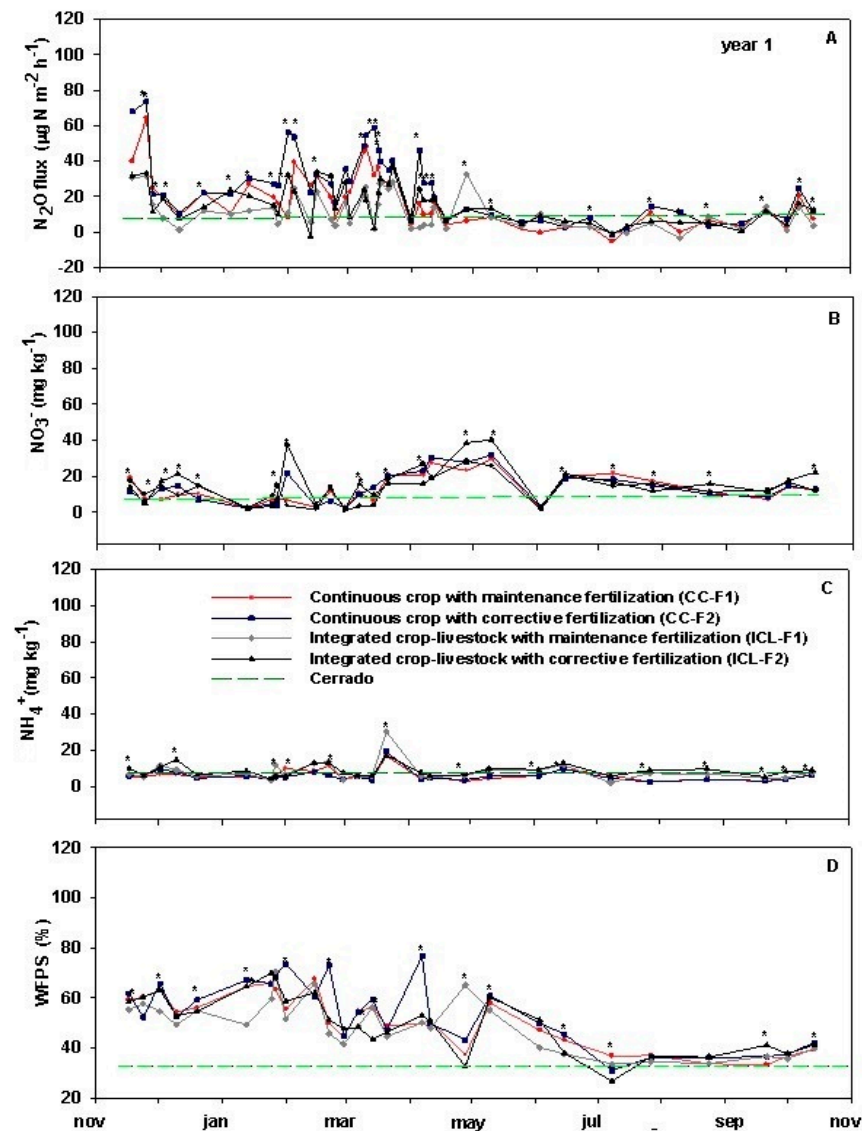 120
100
80
60
40
20
0
-20
N₂O flux (µg N m⁻² h⁻¹)
year 1
A
120
100
80
60
40
20
0
NO₃⁻ (mg kg⁻¹)
B
120
100
80
60
40
20
0
NH₄⁺(mg kg⁻¹)
C
Continuous crop with maintenance fertilization (CC-F1)
Continuous crop with corrective fertilization (CC-F2)
Integrated crop-livestock with maintenance fertilization (ICL-F1)
Integrated crop-livestock with corrective fertilization (ICL-F2)
Cerrado
120
100
80
60
40
20
WFPS (%)
D
nov jan mar may jul sep nov